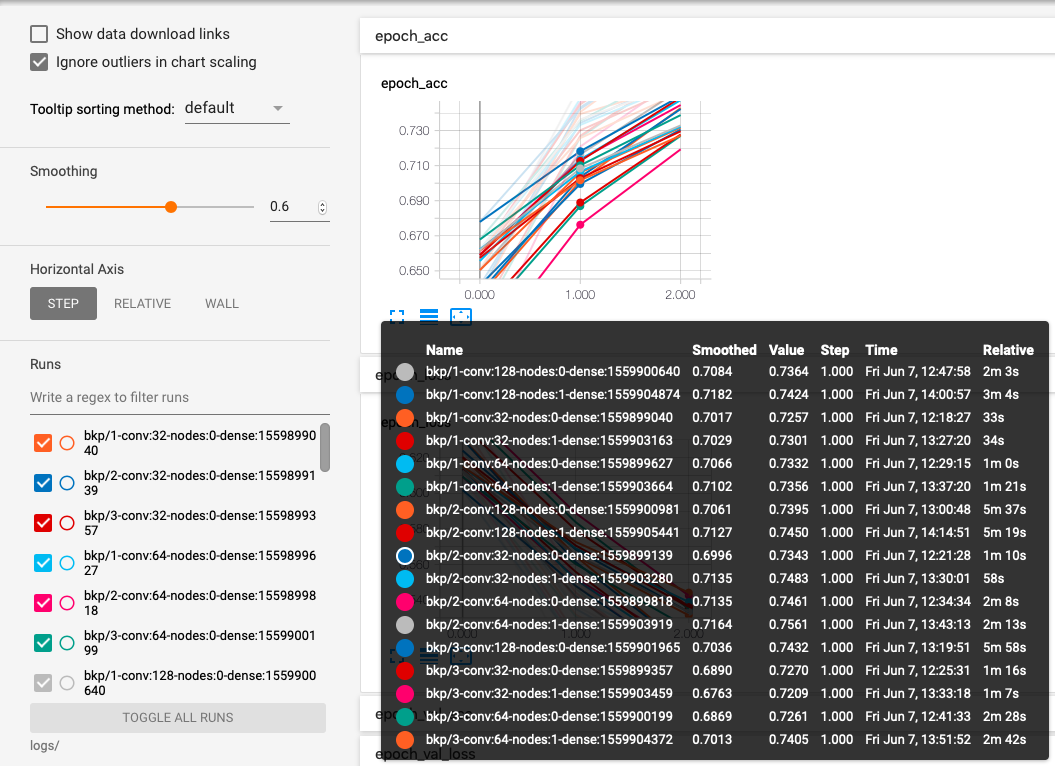 Show data download links
Ignore outliers in chart scaling
Tooltip sorting method: default
Smoothing
0.6
Horizontal Axis
STEP RELATIVE WALL
Runs
Write a regex to filter runs
bkp/1-conv:32-nodes:0-dense:15598990
40
bkp/2-conv:32-nodes:0-dense:15598991
39
bkp/3-conv:32-nodes:0-dense:15598993
57
bkp/1-conv:64-nodes:0-dense:15598996
27
bkp/2-conv:64-nodes:0-dense:15598998
18
bkp/3-conv:64-nodes:0-dense:15599001
99
bkp/1-conv:128-nodes:0-dense:1559900
640
TOGGLE ALL RUNS
logs/
epoch_acc
epoch_acc
0.730
0.710
0.690
0.670
0.650
0.000 1.000 2.000
epoch_loss
epoch_loss
Name Smoothed Value Step Time Relative
bkp/1-conv:128-nodes:0-dense:1559900640 0.7084 0.7364 1.000 Fri Jun 7, 12:47:58 2m 3s
bkp/1-conv:128-nodes:1-dense:1559904874 0.7182 0.7424 1.000 Fri Jun 7, 14:00:57 3m 4s
bkp/1-conv:32-nodes:0-dense:1559899040 0.7017 0.7257 1.000 Fri Jun 7, 12:18:27 33s
bkp/1-conv:32-nodes:1-dense:1559903163 0.7029 0.7301 1.000 Fri Jun 7, 13:27:20 34s
bkp/1-conv:64-nodes:0-dense:1559899627 0.7066 0.7332 1.000 Fri Jun 7, 12:29:15 1m 0s
bkp/1-conv:64-nodes:1-dense:1559903664 0.7102 0.7356 1.000 Fri Jun 7, 13:37:20 1m 21s
bkp/2-conv:128-nodes:0-dense:1559900981 0.7061 0.7395 1.000 Fri Jun 7, 13:00:48 5m 37s
bkp/2-conv:128-nodes:1-dense:1559905441 0.7127 0.7450 1.000 Fri Jun 7, 14:14:51 5m 19s
bkp/2-conv:32-nodes:0-dense:1559899139 0.6996 0.7343 1.000 Fri Jun 7, 12:21:28 1m 10s
bkp/2-conv:32-nodes:1-dense:1559903280 0.7135 0.7483 1.000 Fri Jun 7, 13:30:01 58s
bkp/2-conv:64-nodes:0-dense:1559899818 0.7135 0.7461 1.000 Fri Jun 7, 12:34:34 2m 8s
bkp/2-conv:64-nodes:1-dense:1559903919 0.7164 0.7561 1.000 Fri Jun 7, 13:43:13 2m 13s
bkp/3-conv:128-nodes:0-dense:1559901965 0.7036 0.7432 1.000 Fri Jun 7, 13:19:51 5m 58s
bkp/3-conv:32-nodes:0-dense:1559899357 0.6890 0.7270 1.000 Fri Jun 7, 12:25:31 1m 16s
bkp/3-conv:32-nodes:1-dense:1559903459 0.6763 0.7209 1.000 Fri Jun 7, 13:33:18 1m 7s
bkp/3-conv:64-nodes:0-dense:1559900199 0.6869 0.7261 1.000 Fri Jun 7, 12:41:33 2m 28s
bkp/3-conv:64-nodes:1-dense:1559904372 0.7013 0.7405 1.000 Fri Jun 7, 13:51:52 2m 42s
0.000 1.000 2.000
epoch_val_loss